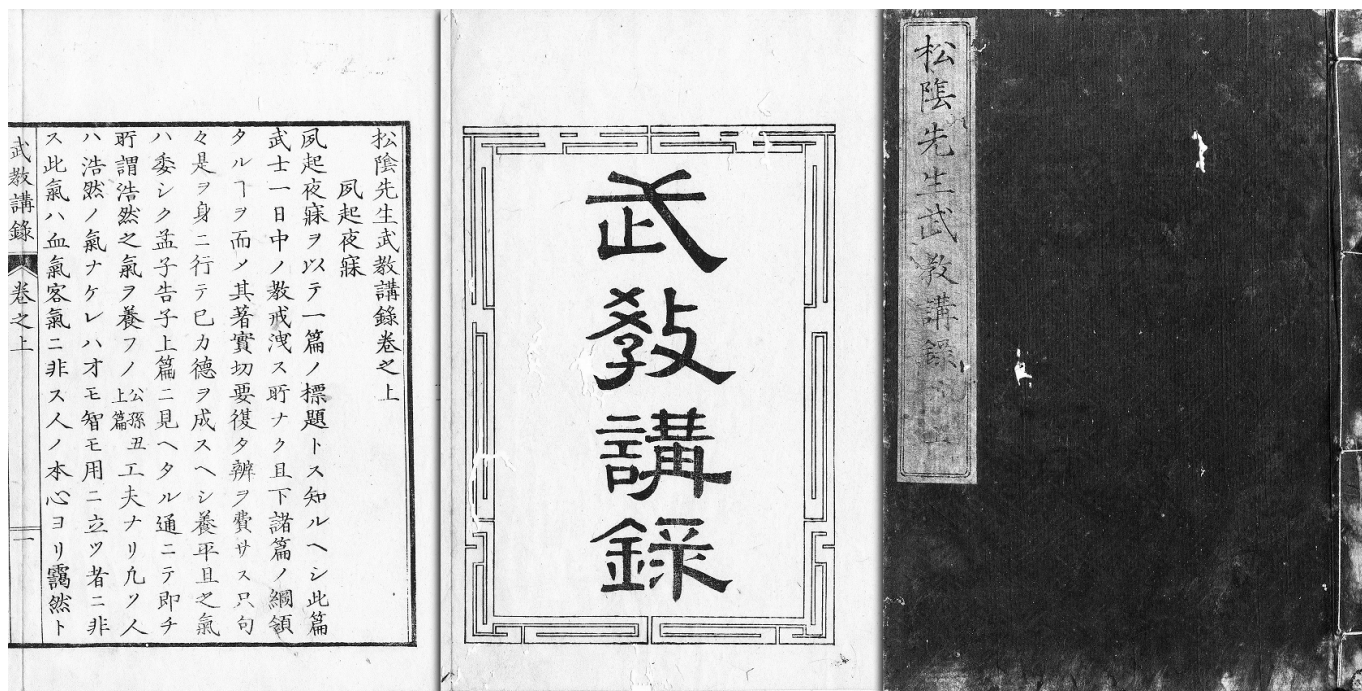 松陰先生武教講錄
武教講錄
松陰先生武教講錄卷之上
夙起夜寐
夙起夜寐ヲ以テ一篇ノ標題トス知ルヘシ此篇
武士一日中ノ教戒洩ス所ナク且下諸篇ノ綱領
タルヿヲ而メ其著實切要復タ辨ヲ費サス只句
々是ヲ身ニ行テ已カ德ヲ成スヘシ養平旦之氣
ハ委シク孟子告子上篇ニ見ヘタル通ニテ即チ
所謂浩然之氣ヲ養フノ公孫丑上篇工夫ナリ凢ソ人
ハ浩然ノ氣ナケレハ才モ智モ用ニ立ツ者ニ非
ス此氣ハ血氣客氣ニ非ス人ノ本心ヨリ靄然ト
武教講錄 卷之上 一